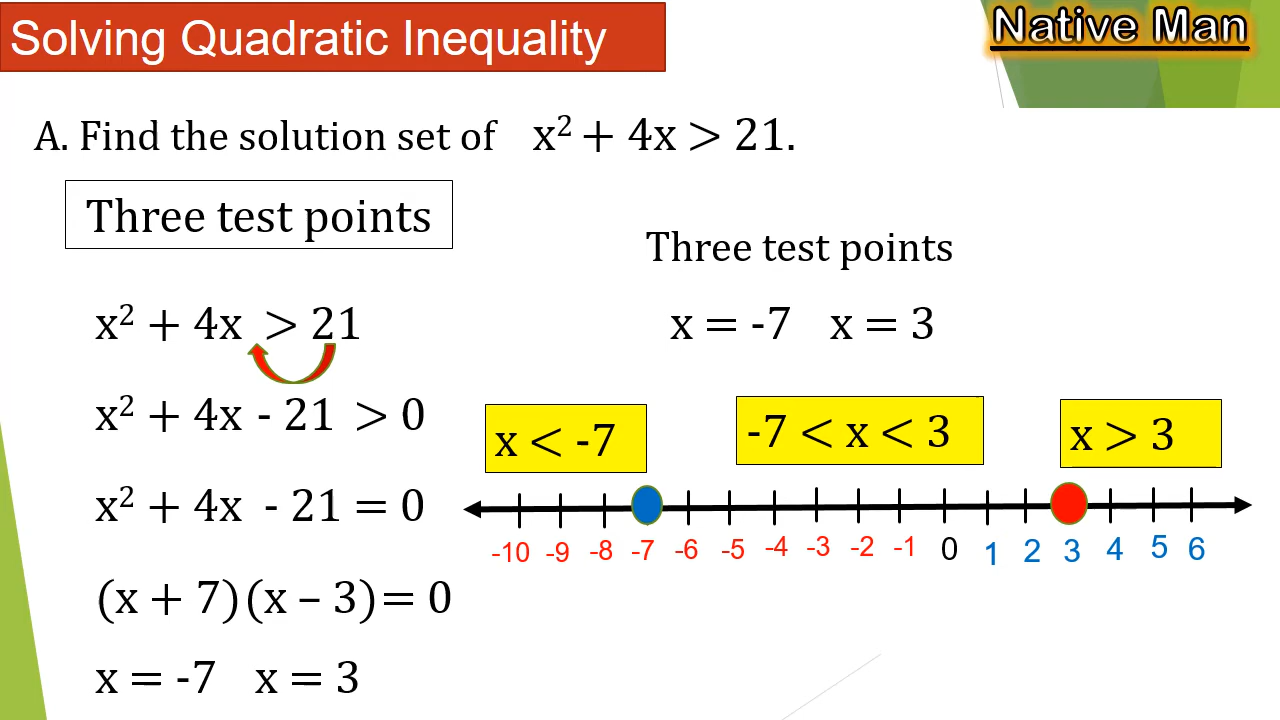 Solving Quadratic Inequality
Native Man
A. Find the solution set of x² + 4x > 21.
Three test points
Three test points
x² + 4x > 21
x = -7 x = 3
x² + 4x - 21 > 0
x < -7
-7 < x < 3
x > 3
x² + 4x - 21 = 0
-10 -9 -8 -7 -6 -5 -4 -3 -2 -1 0 1 2 3 4 5 6
(x + 7)(x – 3) = 0
x = -7 x = 3